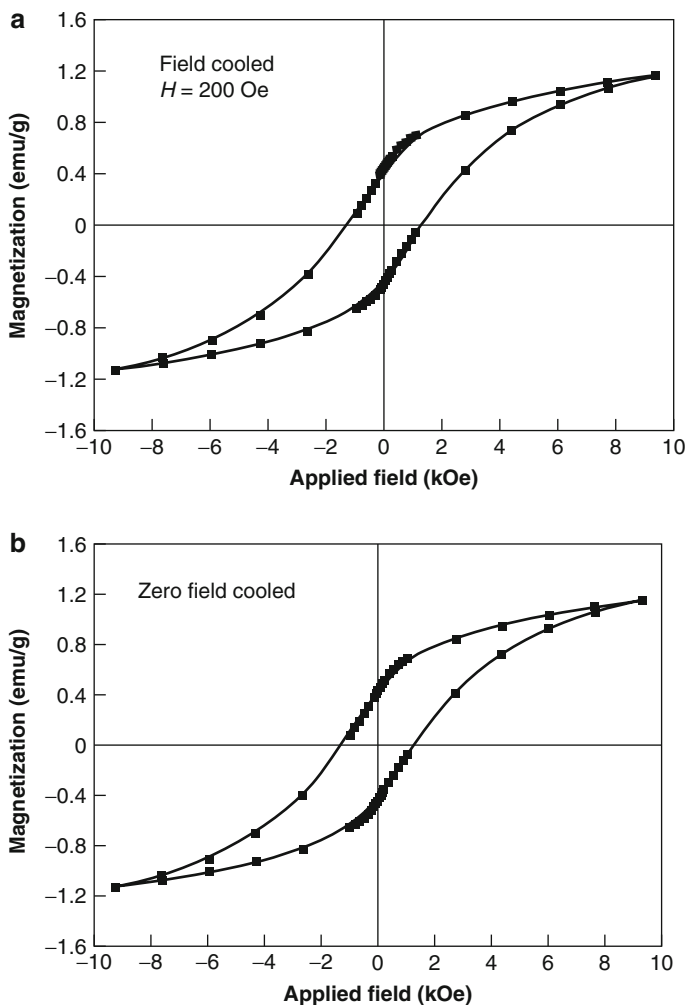 a
Field cooled
H = 200 Oe
Magnetization (emu/g)
1.6
1.2
0.8
0.4
0
−0.4
−0.8
−1.2
−1.6
−10 −8 −6 −4 −2 0 2 4 6 8 10
Applied field (kOe)
b
Zero field cooled
Magnetization (emu/g)
1.6
1.2
0.8
0.4
0
−0.4
−0.8
−1.2
−1.6
−10 −8 −6 −4 −2 0 2 4 6 8 10
Applied field (kOe)